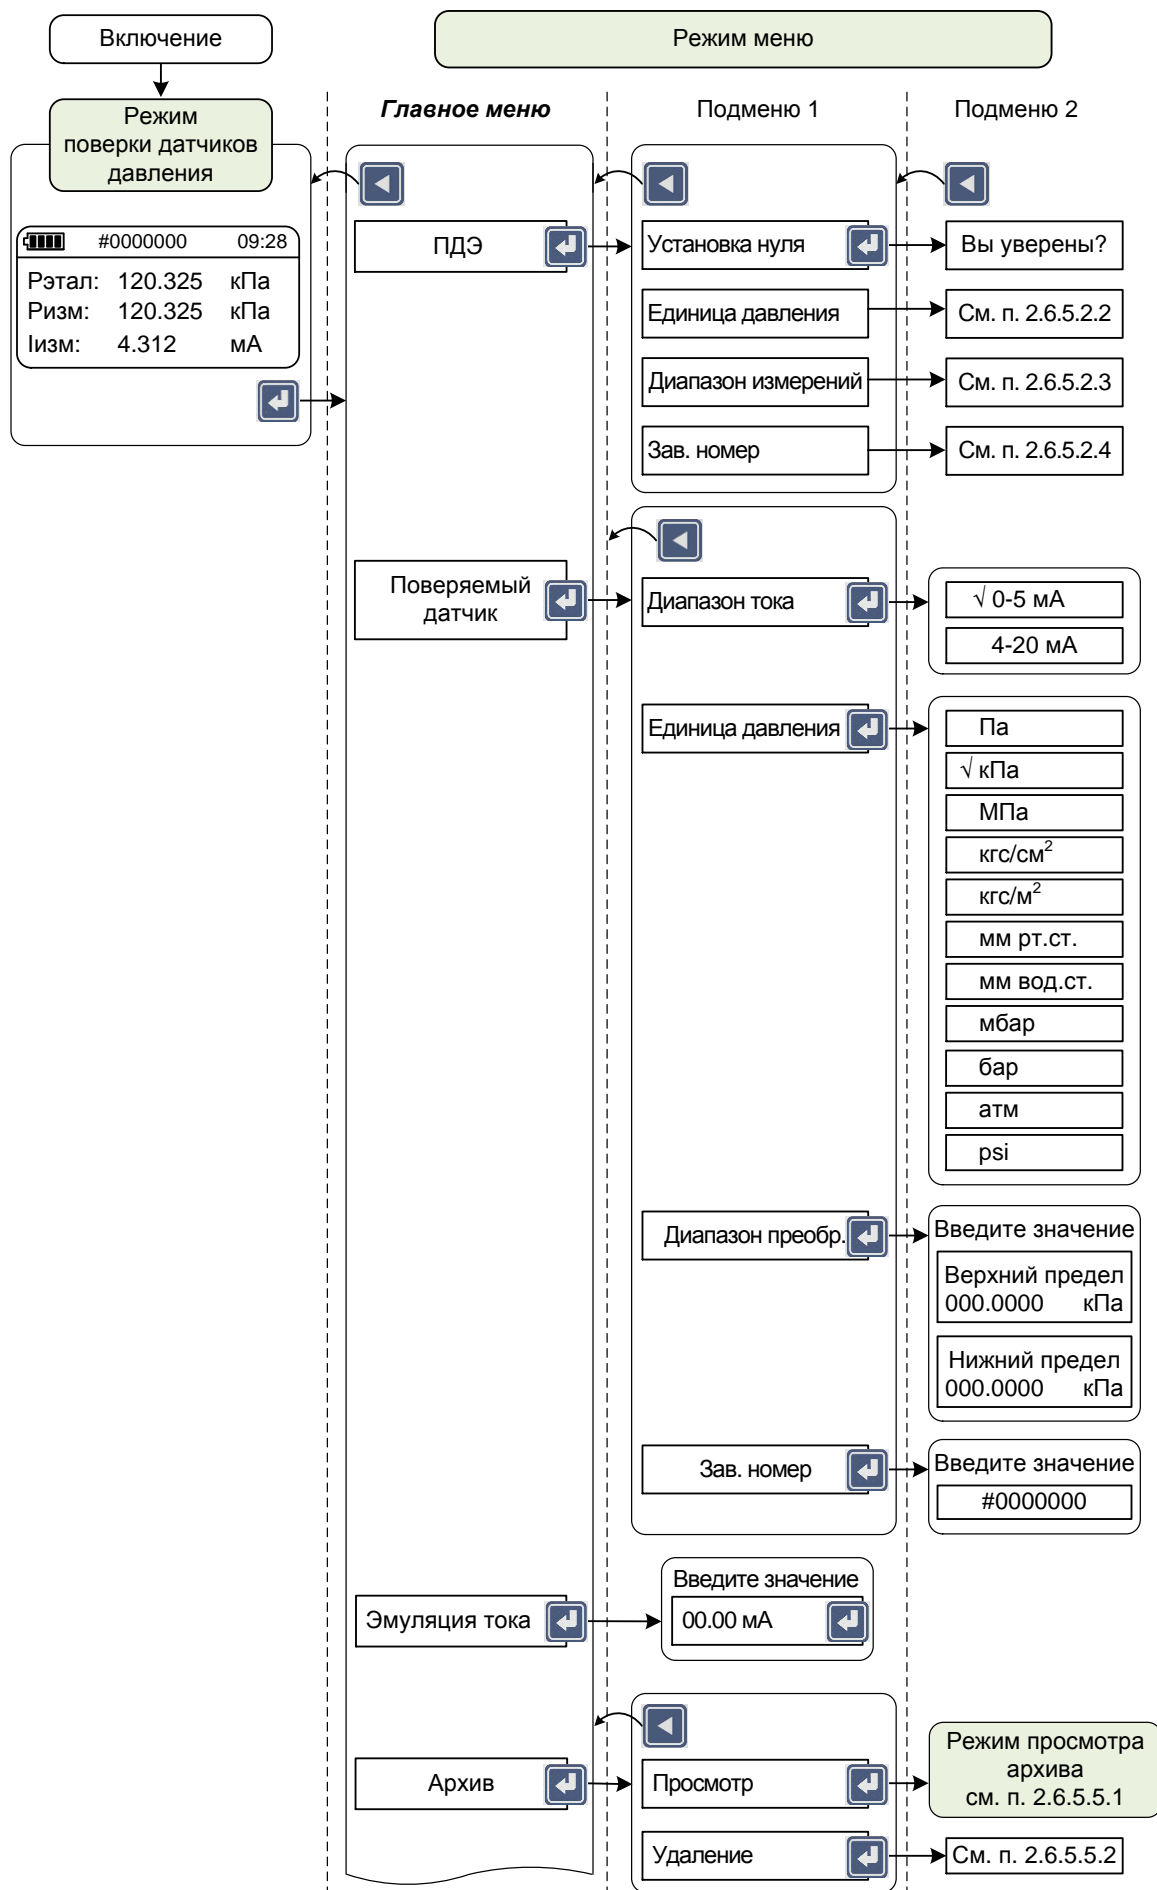 Включение
Режим меню
Режим
поверки датчиков
давления
Главное меню
Подменю 1
Подменю 2
#0000000 09:28
Рэтал: 120.325 кПа
Ризм: 120.325 кПа
Iизм: 4.312 мА
ПДЭ
Установка нуля
Вы уверены?
Единица давления
См. п. 2.6.5.2.2
Диапазон измерений
См. п. 2.6.5.2.3
Зав. номер
См. п. 2.6.5.2.4
Поверяемый
датчик
Диапазон тока
√ 0-5 мА
4-20 мА
Единица давления
Па
√ кПа
МПа
кгс/см²
кгс/м²
мм рт.ст.
мм вод.ст.
мбар
бар
атм
psi
Диапазон преобр.
Введите значение
Верхний предел
000.0000 кПа
Нижний предел
000.0000 кПа
Зав. номер
Введите значение
#0000000
Эмуляция тока
Введите значение
00.00 мА
Архив
Просмотр
Режим просмотра
архива
см. п. 2.6.5.5.1
Удаление
См. п. 2.6.5.5.2